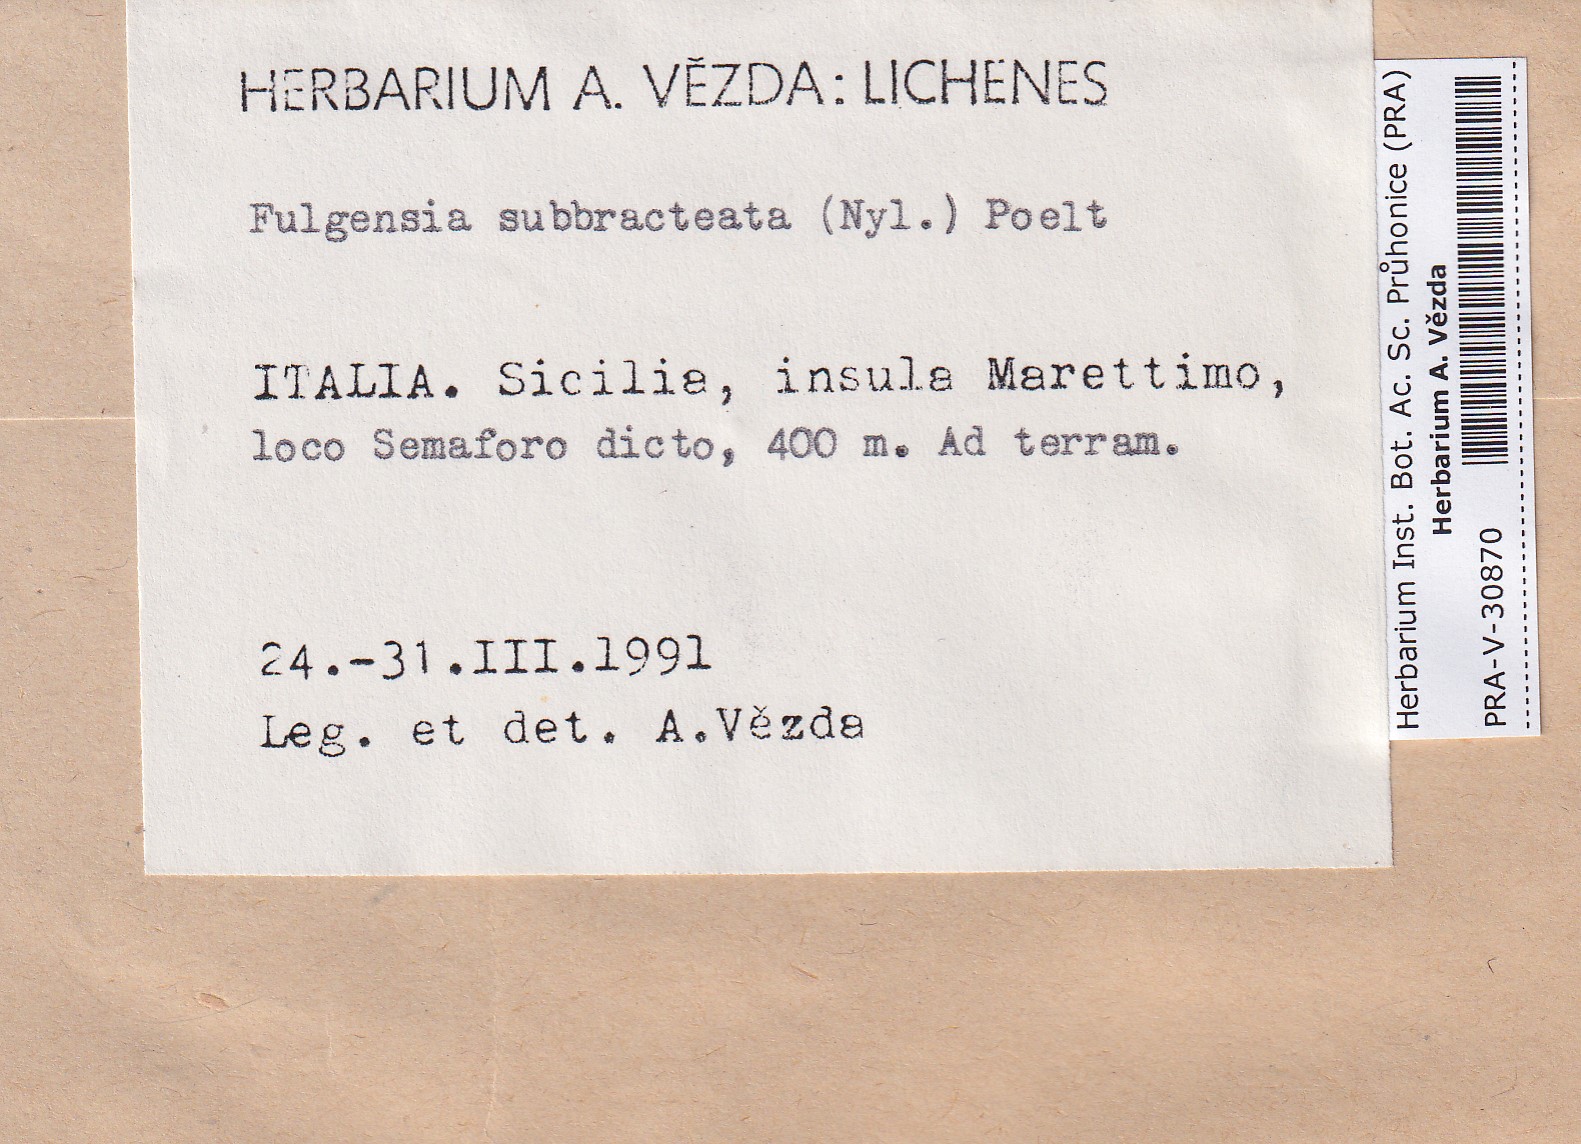 HERBARIUM A. VĚZDA: LICHENES
Fulgensia subbracteata (Nyl.) Poelt
ITALIA. Sicilia, insula Marettimo,
loco Semaforo dicto, 400 m. Ad terram.
24.-31.III.1991
Leg. et det. A.Vězda
Herbarium Inst. Bot. Ac. Sc. Průhonice (PRA)
Herbarium A. Vězda
PRA-V-30870